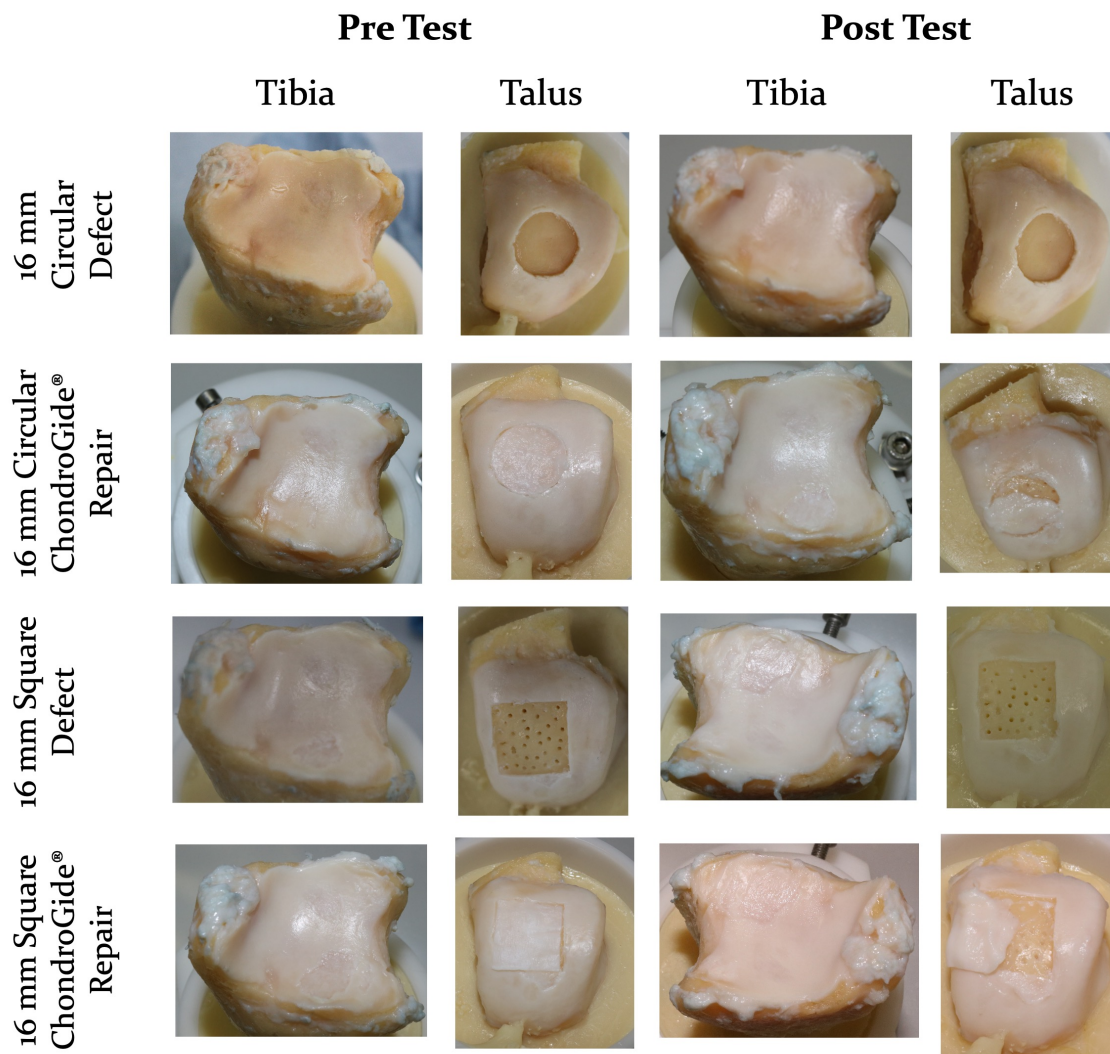 Pre Test
Post Test
Tibia
Talus
Tibia
Talus
16 mm
Circular
Defect
16 mm Circular
ChondroGide®
Repair
16 mm Square
Defect
16 mm Square
ChondroGide®
Repair